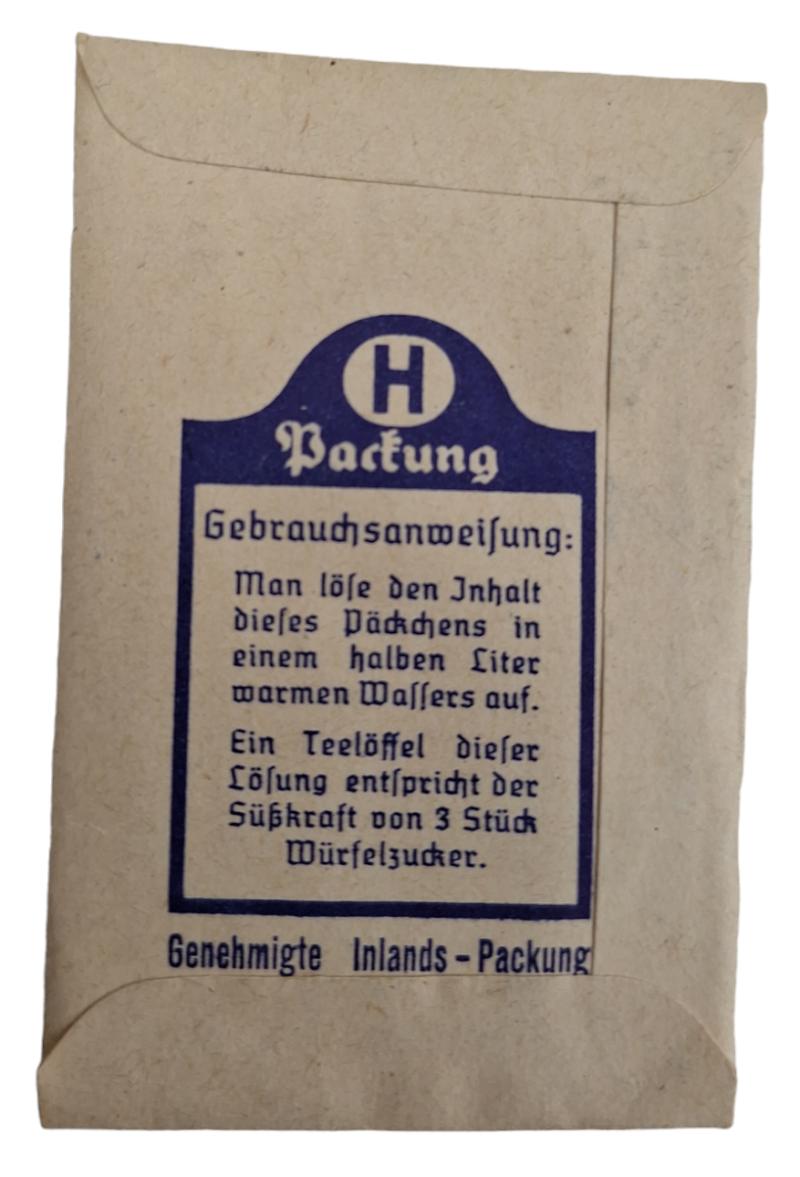 H
Packung
Gebrauchsanweiſung:
Man löſe den Inhalt
dieſes Päckchens in
einem halben Liter
warmen Waſſers auf.
Ein Teelöffel dieſer
Löſung entſpricht der
Süßkraft von 3 Stück
Würfelzucker.
Genehmigte Inlands-Packung